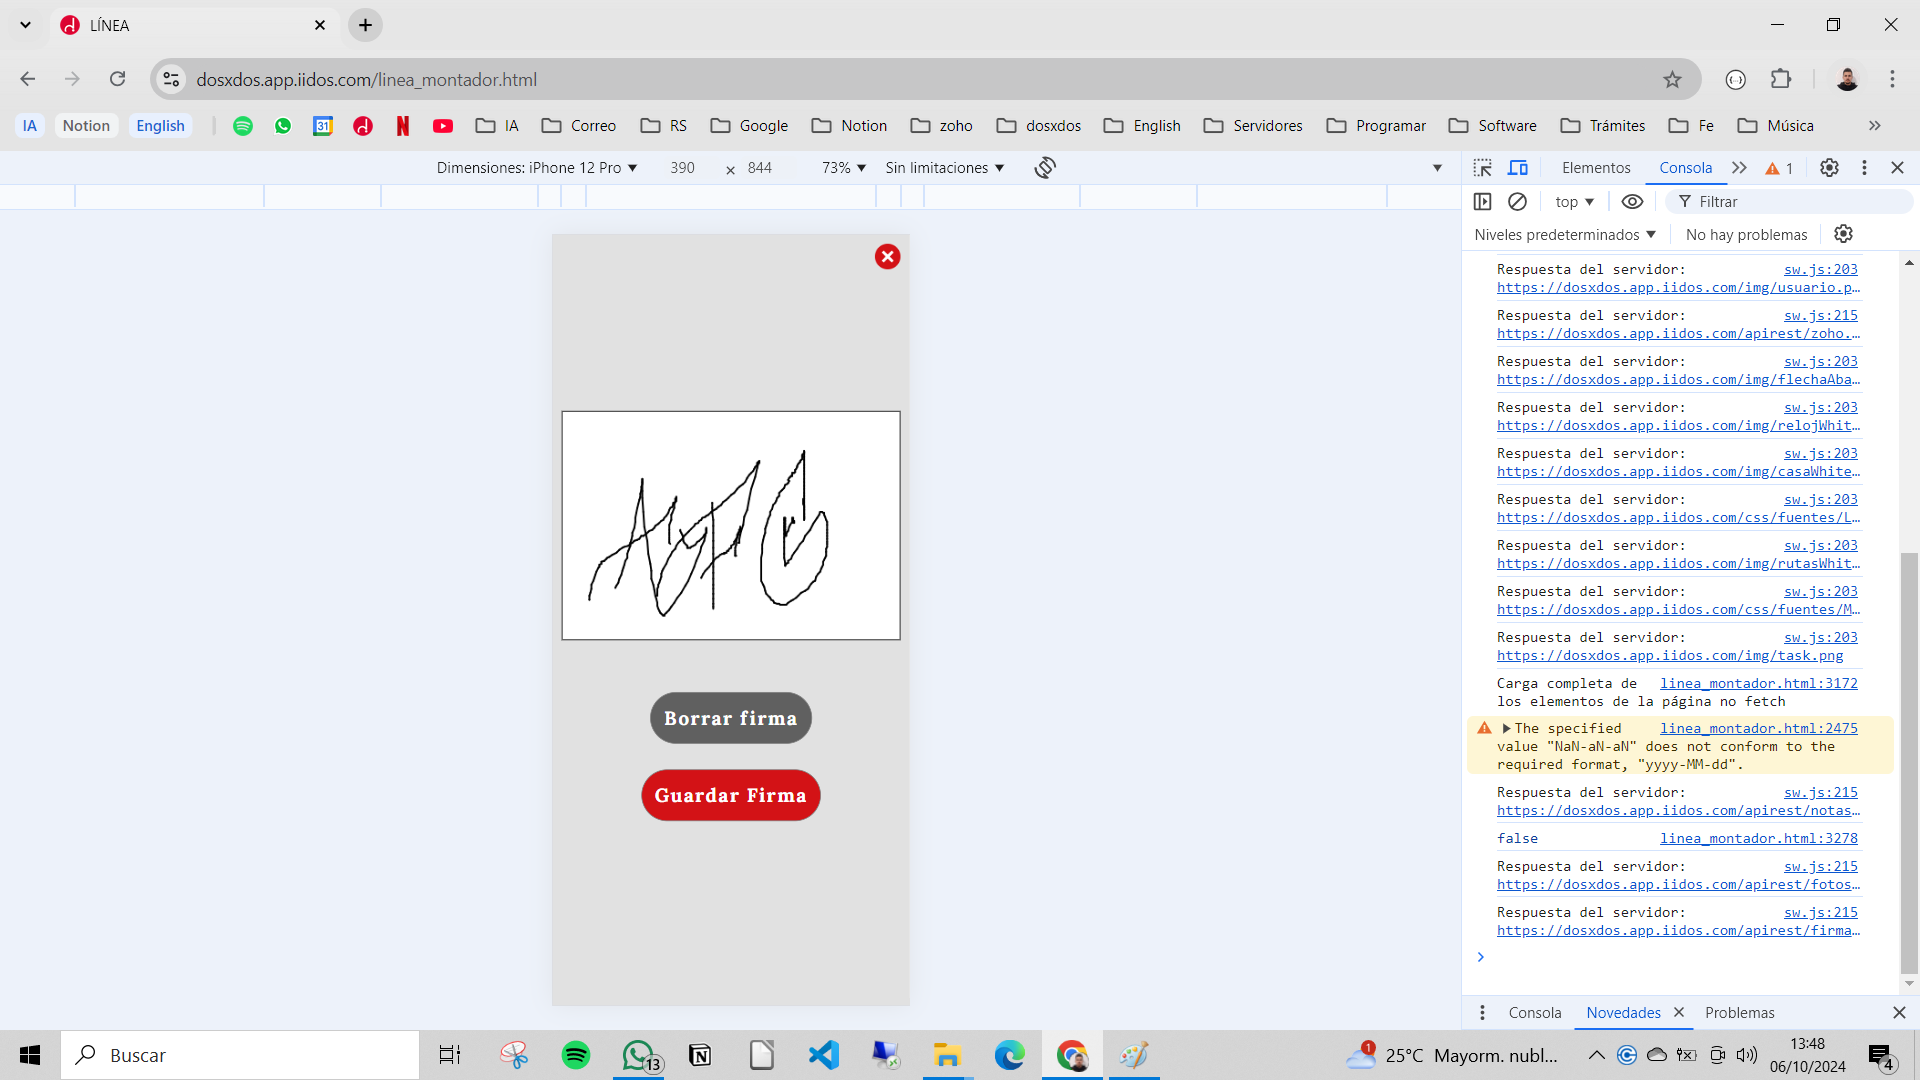 LÍNEA
dosxdos.app.iidos.com/linea_montador.html
IA Notion English IA Correo RS Google Notion zoho dosxdos English Servidores Programar Software Trámites Fe Música
Dimensiones: iPhone 12 Pro 390 × 844 73% Sin limitaciones
Elementos Consola 1
top Filtrar
Niveles predeterminados No hay problemas
Respuesta del servidor: sw.js:203
https://dosxdos.app.iidos.com/img/usuario.p…
Respuesta del servidor: sw.js:215
https://dosxdos.app.iidos.com/apirest/zoho.…
Respuesta del servidor: sw.js:203
https://dosxdos.app.iidos.com/img/flechaAba…
Respuesta del servidor: sw.js:203
https://dosxdos.app.iidos.com/img/relojWhit…
Respuesta del servidor: sw.js:203
https://dosxdos.app.iidos.com/img/casaWhite…
Respuesta del servidor: sw.js:203
https://dosxdos.app.iidos.com/css/fuentes/L…
Respuesta del servidor: sw.js:203
https://dosxdos.app.iidos.com/img/rutasWhit…
Respuesta del servidor: sw.js:203
https://dosxdos.app.iidos.com/css/fuentes/M…
Respuesta del servidor: sw.js:203
https://dosxdos.app.iidos.com/img/task.png
Carga completa de linea_montador.html:3172
los elementos de la página no fetch
The specified linea_montador.html:2475
value "NaN-aN-aN" does not conform to the
required format, "yyyy-MM-dd".
Respuesta del servidor: sw.js:215
https://dosxdos.app.iidos.com/apirest/notas…
false linea_montador.html:3278
Respuesta del servidor: sw.js:215
https://dosxdos.app.iidos.com/apirest/fotos…
Respuesta del servidor: sw.js:215
https://dosxdos.app.iidos.com/apirest/firma…
Borrar firma
Guardar Firma
Consola Novedades Problemas
Buscar
13
1
25°C Mayorm. nubl...
13:48
06/10/2024
4